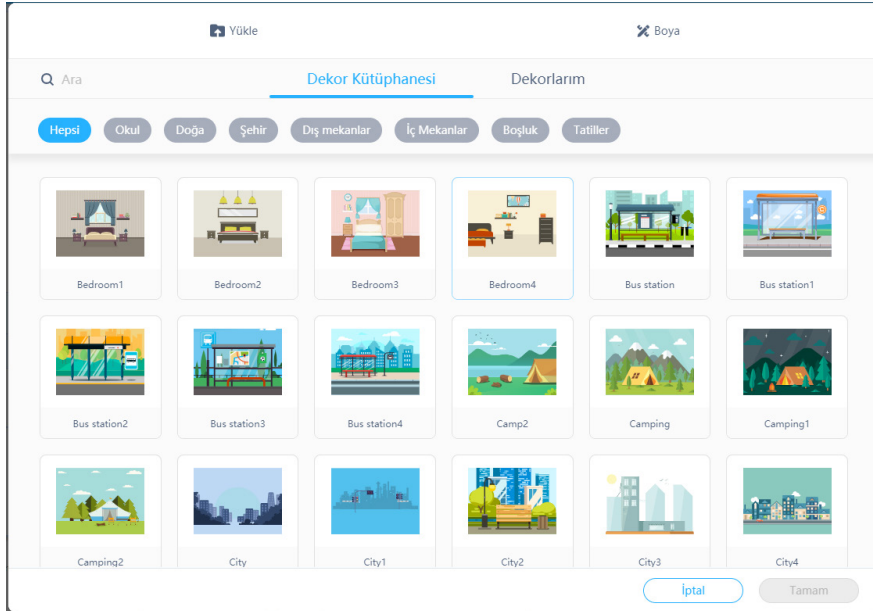 Yükle
Boya
Ara
Dekor Kütüphanesi
Dekorlarım
Hepsi
Okul
Doğa
Şehir
Dış mekanlar
İç Mekanlar
Boşluk
Tatiller
Bedroom1
Bedroom2
Bedroom3
Bedroom4
Bus station
Bus station1
Bus station2
Bus station3
Bus station4
Camp2
Camping
Camping1
Camping2
City
City1
City2
City3
City4
İptal
Tamam